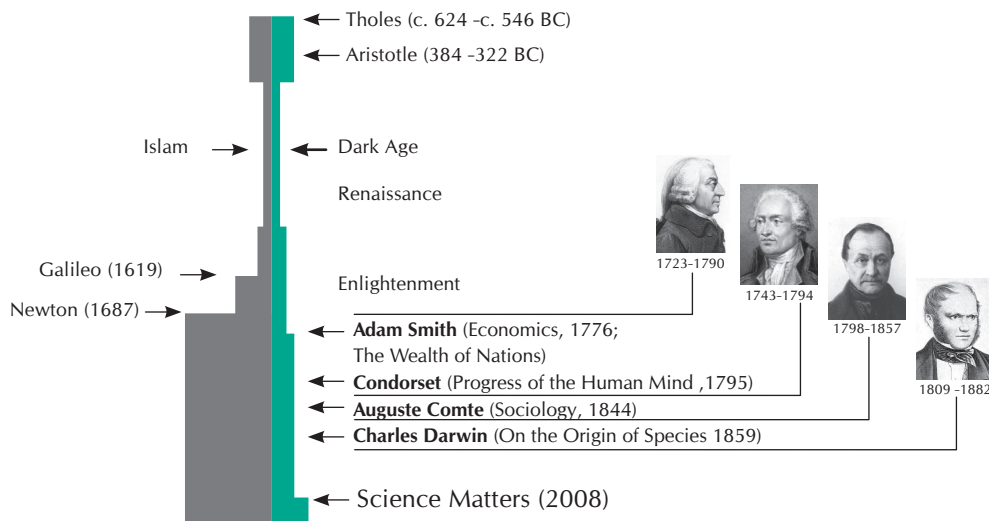 Tholes (c. 624 -c. 546 BC)
Aristotle (384 -322 BC)
Islam
Dark Age
Renaissance
Galileo (1619)
Enlightenment
Newton (1687)
1723-1790
1743-1794
1798-1857
1809 -1882
Adam Smith (Economics, 1776;
The Wealth of Nations)
Condorset (Progress of the Human Mind ,1795)
Auguste Comte (Sociology, 1844)
Charles Darwin (On the Origin of Species 1859)
Science Matters (2008)